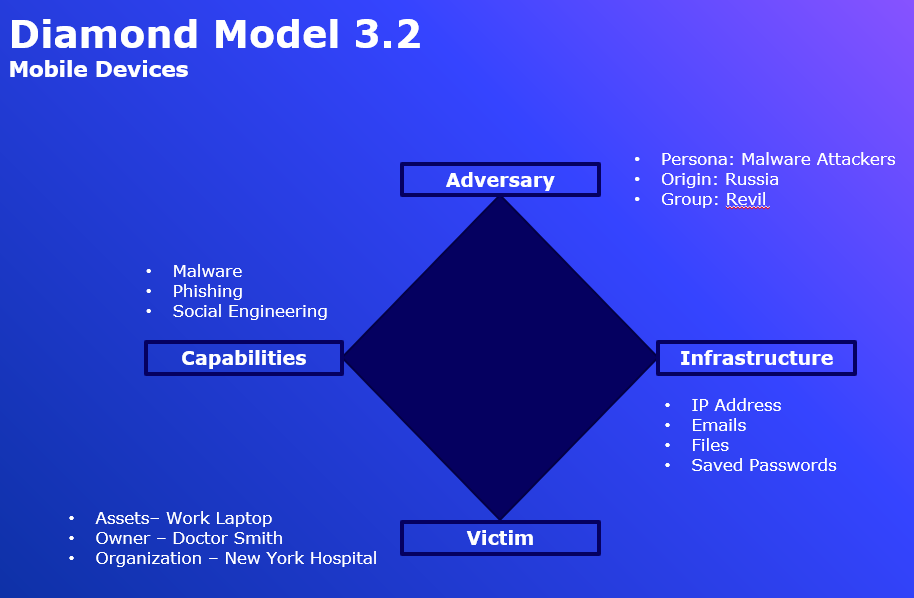 Diamond Model 3.2
Mobile Devices
Adversary
• Persona: Malware Attackers
• Origin: Russia
• Group: Revil
• Malware
• Phishing
• Social Engineering
Capabilities
Infrastructure
• IP Address
• Emails
• Files
• Saved Passwords
• Assets– Work Laptop
• Owner – Doctor Smith
• Organization – New York Hospital
Victim